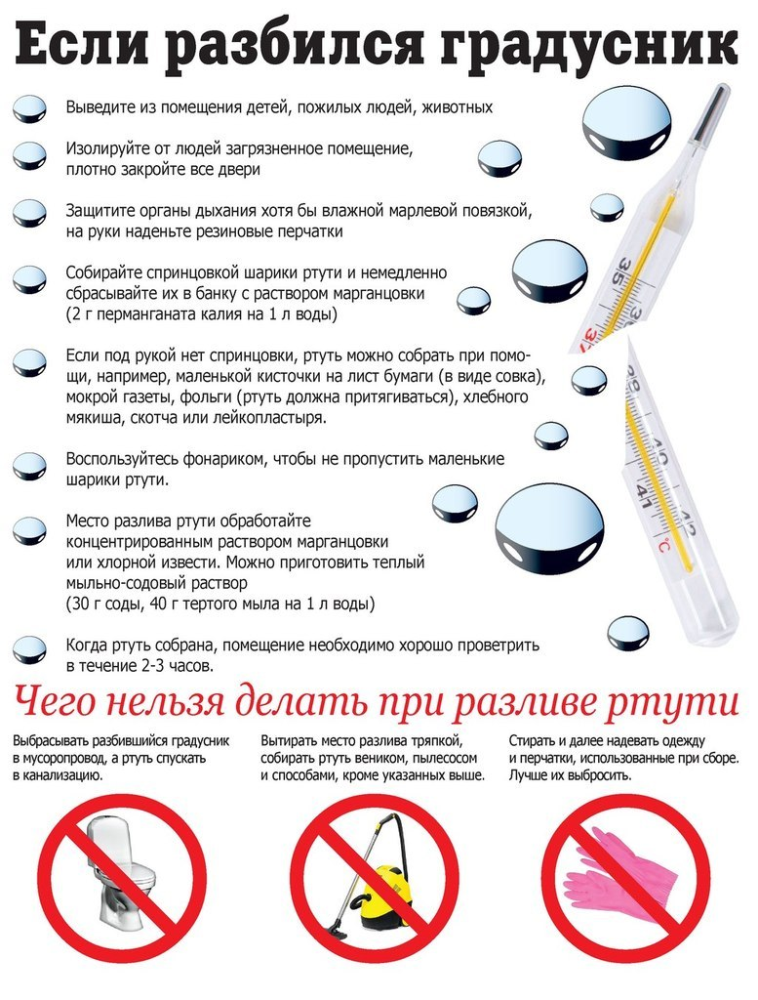 Если разбился градусник
Выведите из помещения детей, пожилых людей, животных
Изолируйте от людей загрязненное помещение,
плотно закройте все двери
Защитите органы дыхания хотя бы влажной марлевой повязкой,
на руки наденьте резиновые перчатки
Собирайте спринцовкой шарики ртути и немедленно
сбрасывайте их в банку с раствором марганцовки
(2 г перманганата калия на 1 л воды)
Если под рукой нет спринцовки, ртуть можно собрать при помо-
щи, например, маленькой кисточки на лист бумаги (в виде совка),
мокрой газеты, фольги (ртуть должна притягиваться), хлебного
мякиша, скотча или лейкопластыря.
Воспользуйтесь фонариком, чтобы не пропустить маленькие
шарики ртути.
Место разлива ртути обработайте
концентрированным раствором марганцовки
или хлорной извести. Можно приготовить теплый
мыльно-содовый раствор
(30 г соды, 40 г тертого мыла на 1 л воды)
Когда ртуть собрана, помещение необходимо хорошо проветрить
в течение 2-3 часов.
35
37
40
41
42
°C
Чего нельзя делать при разливе ртути
Выбрасывать разбившийся градусник
в мусоропровод, а ртуть спускать
в канализацию.
Вытирать место разлива тряпкой,
собирать ртуть веником, пылесосом
и способами, кроме указанных выше.
Стирать и далее надевать одежду
и перчатки, использованные при сборе.
Лучше их выбросить.